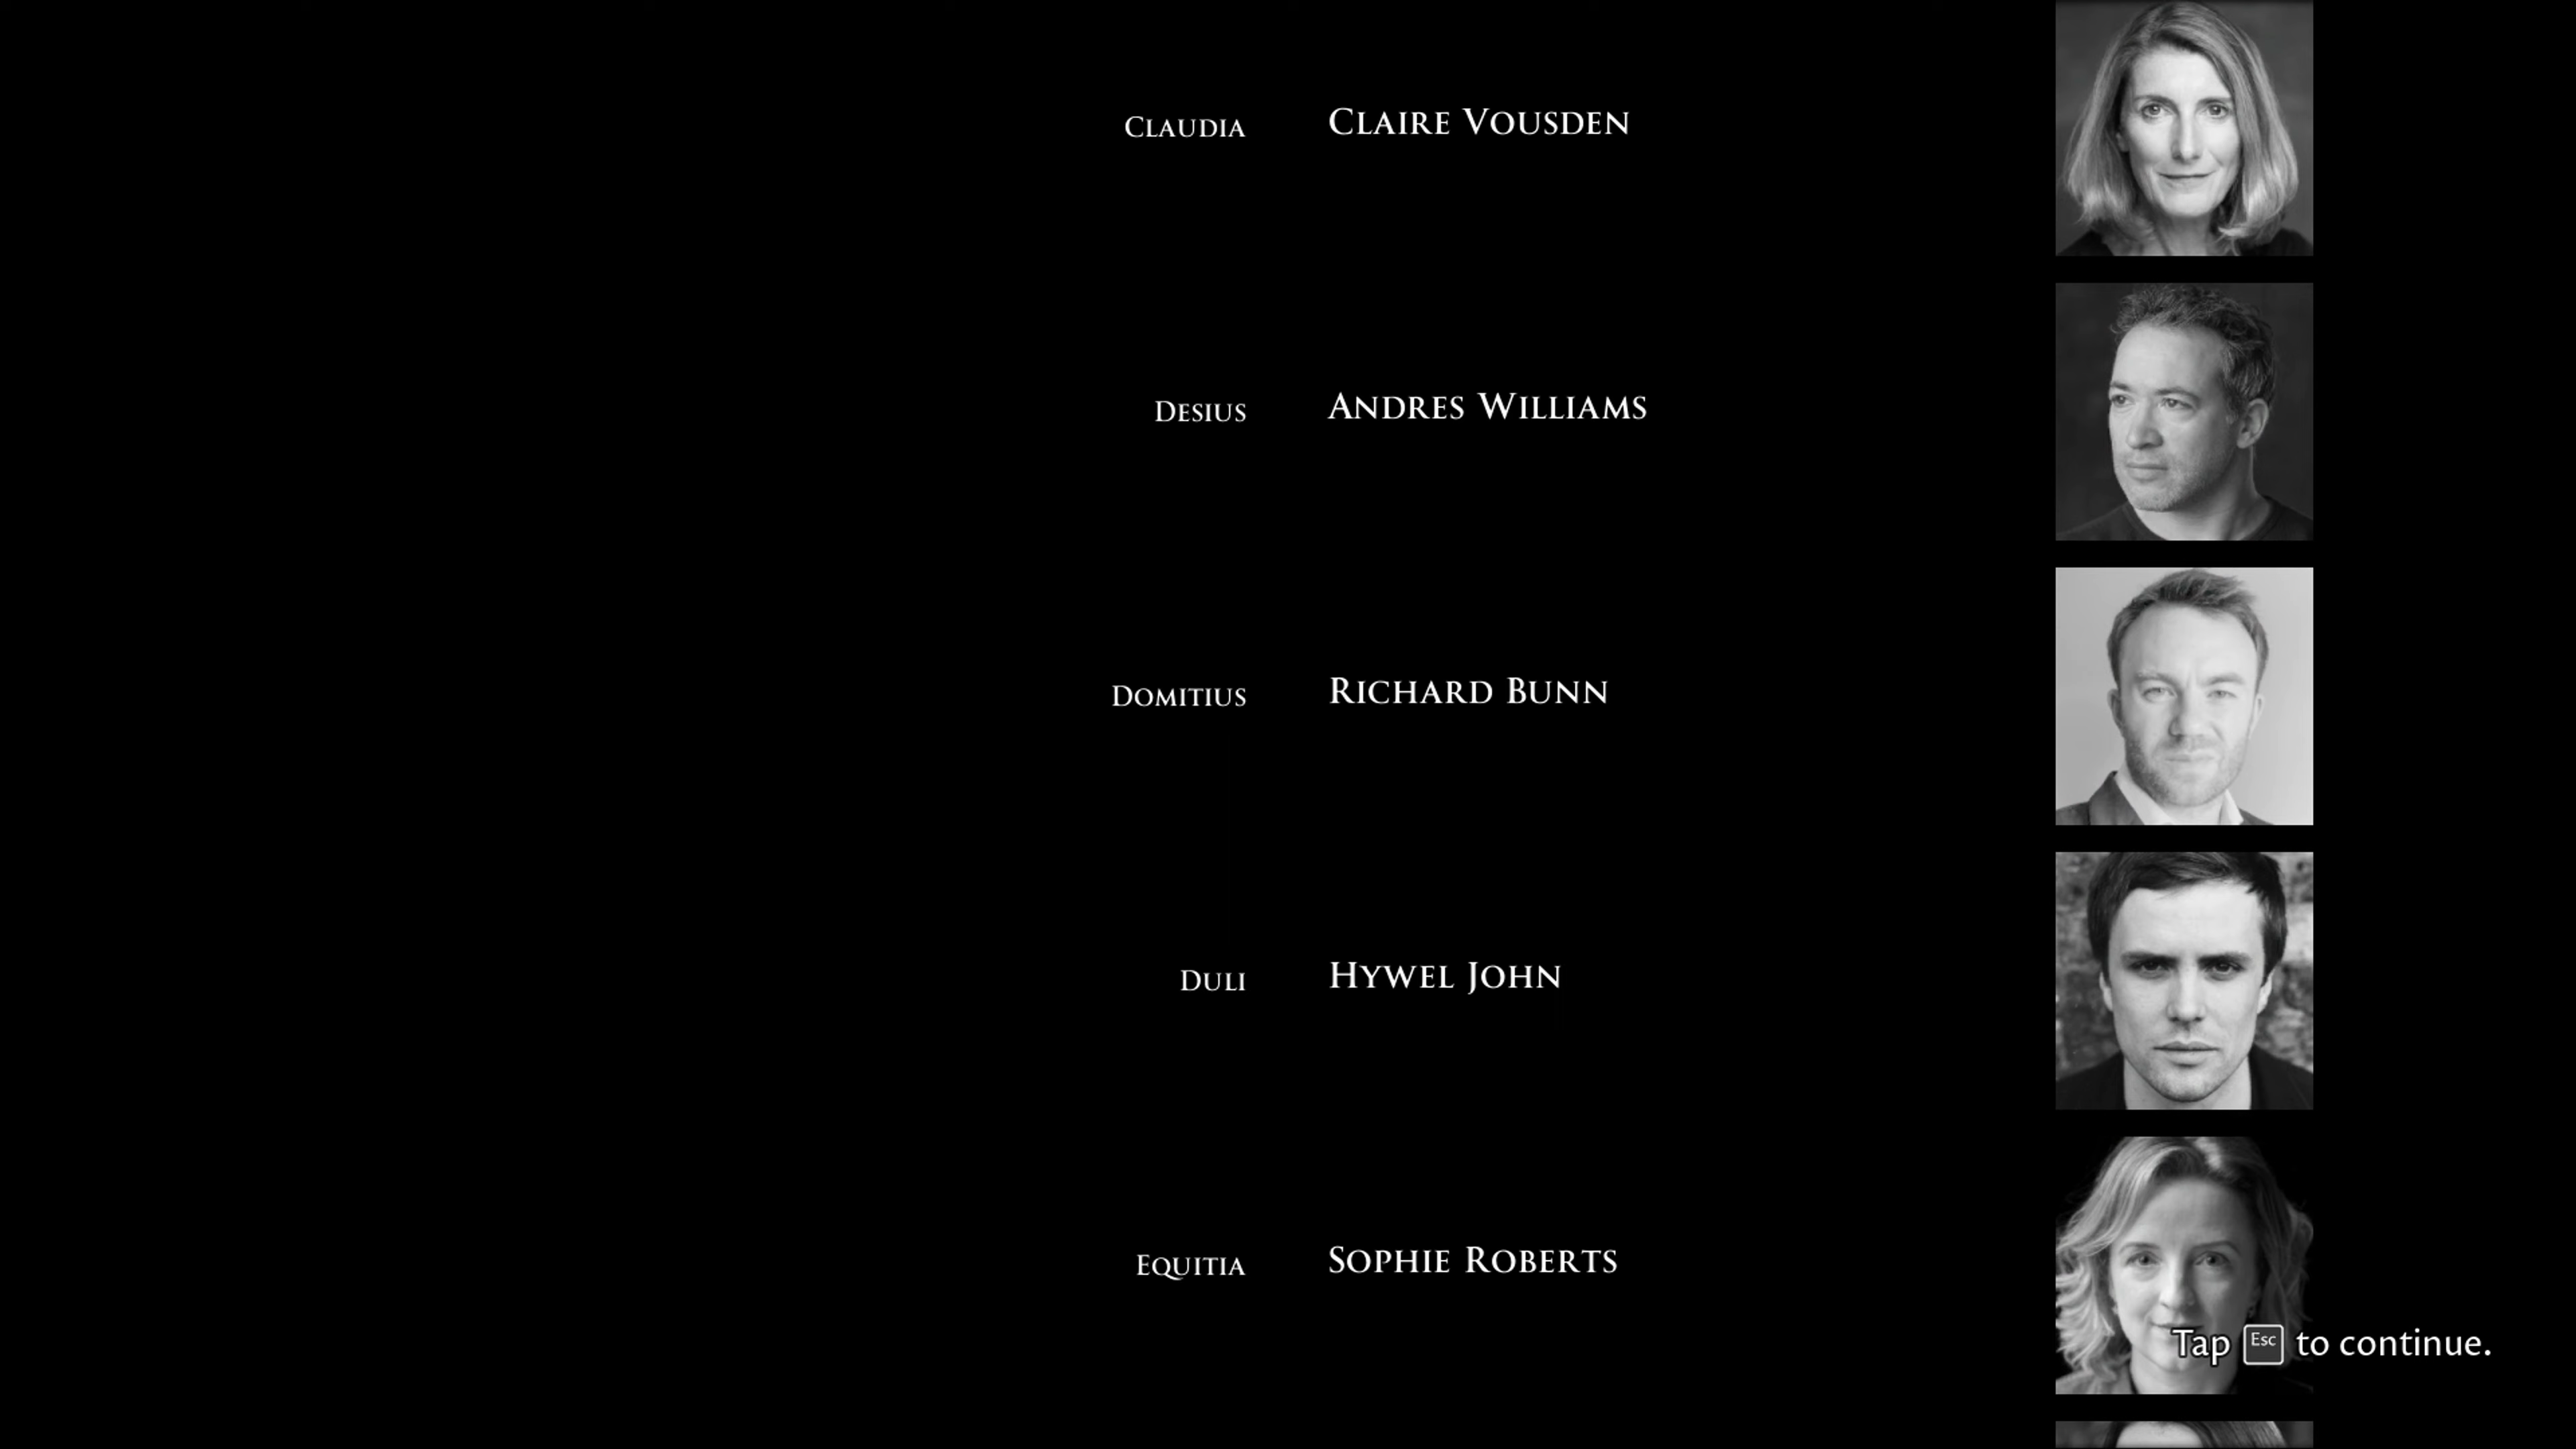 Claudia Claire Vousden
Desius Andres Williams
Domitius Richard Bunn
Duli Hywel John
Equitia Sophie Roberts
Tap Esc to continue.